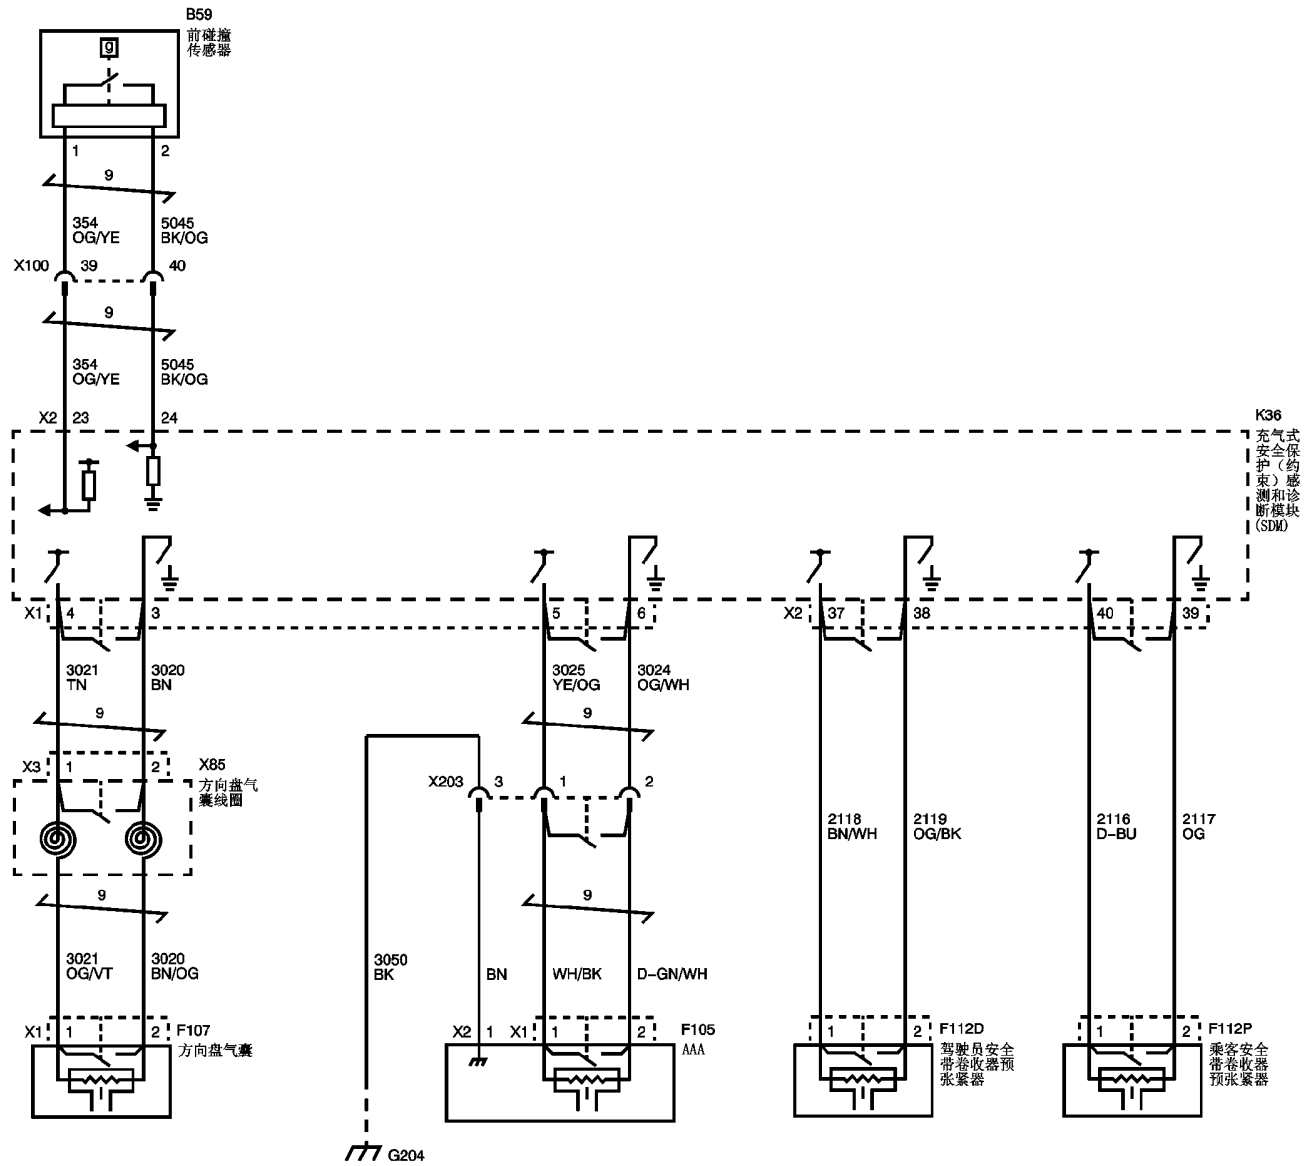 B59
前碰撞
传感器
g
1 2
9
354 5045
OG/YE BK/OG
X100 39 40
9
354 5045
OG/YE BK/OG
X2 23 24
K36
充气式
安全保
护（约
束）感
测和诊
断模块
(SDM)
X1 4 3 5 6 X2 37 38 40 39
3021 3020 3025 3024
TN BN YE/OG OG/WH
9 9
X3 1 2 X85
方向盘气
囊线圈
X203 3 1 2
2118 2119 2116 2117
BN/WH OG/BK D-BU OG
9 9
3021 3020 3050
OG/VT BN/OG BK BN WH/BK D-GN/WH
X1 1 2 F107
方向盘气囊
X2 1 X1 1 2 F105
AAA
1 2 F112D
驾驶员安全
带卷收器预
张紧器
1 2 F112P
乘客安全
带卷收器
预张紧器
G204